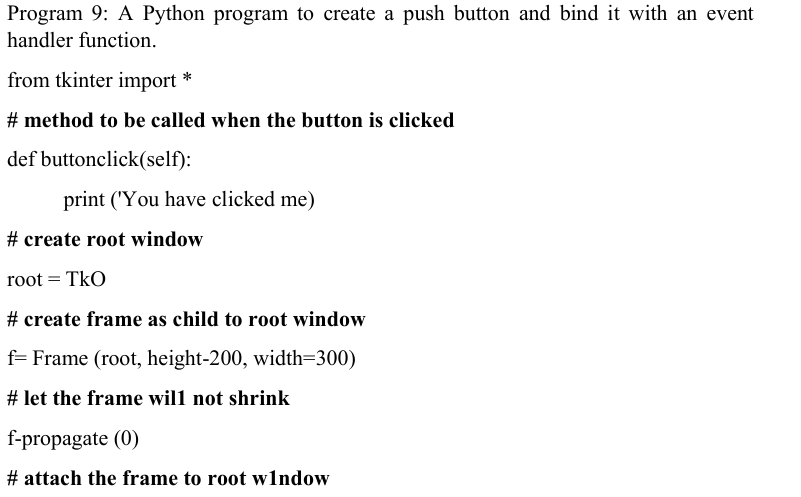 Program 9: A Python program to create a push button and bind it with an event
handler function.
from tkinter import *
# method to be called when the button is clicked
def buttonclick(self):
print ('You have clicked me)
# create root window
root = TkO
# create frame as child to root window
f= Frame (root, height-200, width=300)
# let the frame wil1 not shrink
f-propagate (0)
# attach the frame to root w1ndow